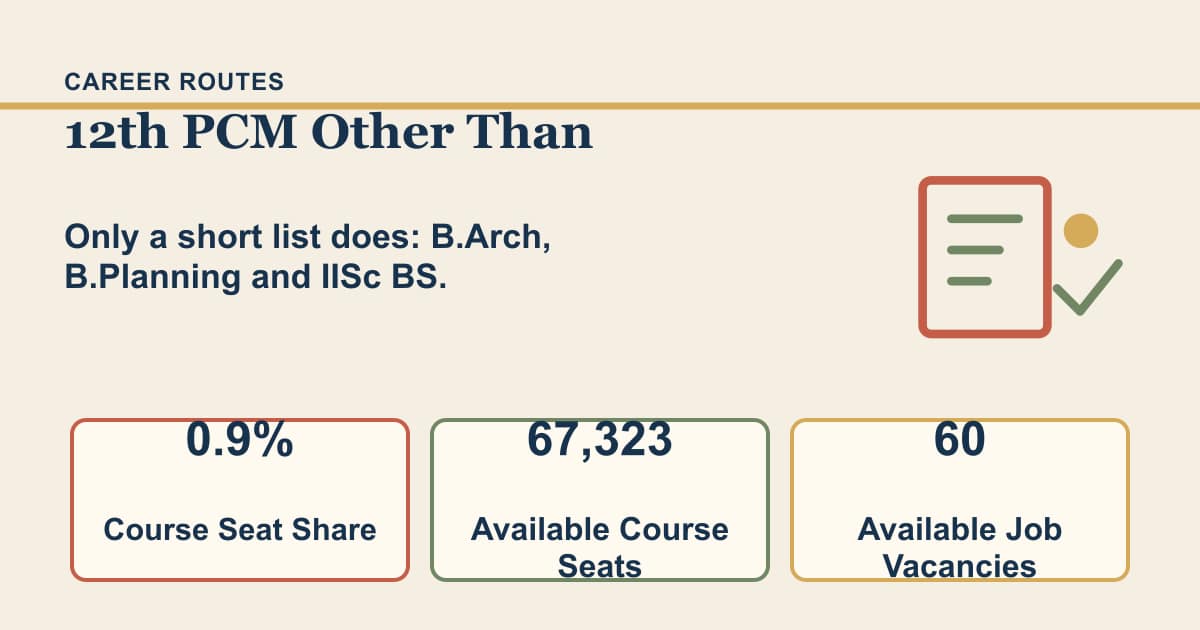 CAREER ROUTES
12th PCM Other Than
Only a short list does: B.Arch,
B.Planning and IISc BS.
0.9%
Course Seat Share
67,323
Available Course
Seats
60
Available Job
Vacancies